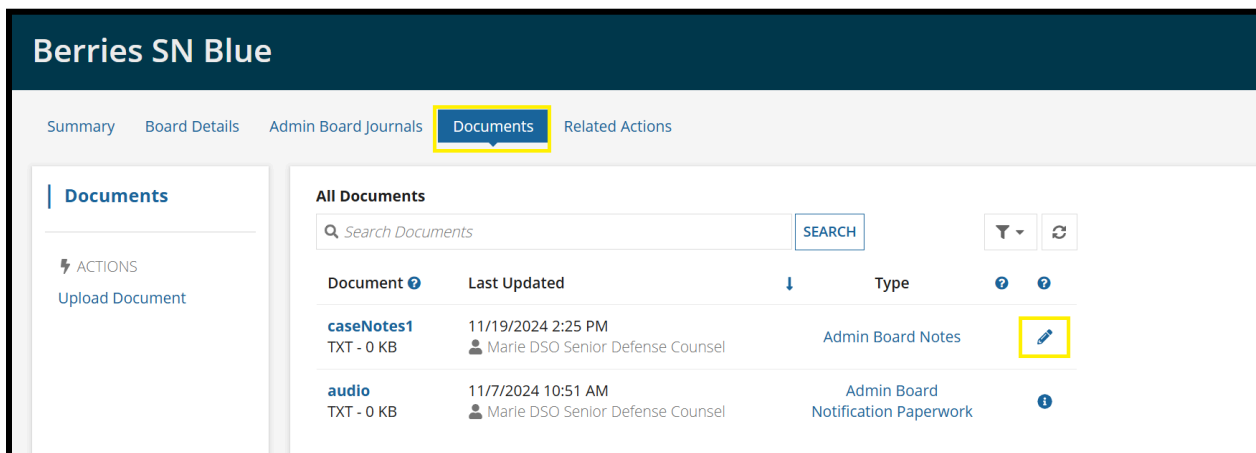 Berries SN Blue
Summary Board Details Admin Board Journals Documents Related Actions
Documents
ACTIONS
Upload Document
All Documents
Search Documents SEARCH
Document Last Updated Type
caseNotes1 11/19/2024 2:25 PM
TXT - 0 KB Marie DSO Senior Defense Counsel
Admin Board Notes
audio 11/7/2024 10:51 AM Admin Board
TXT - 0 KB Marie DSO Senior Defense Counsel Notification Paperwork